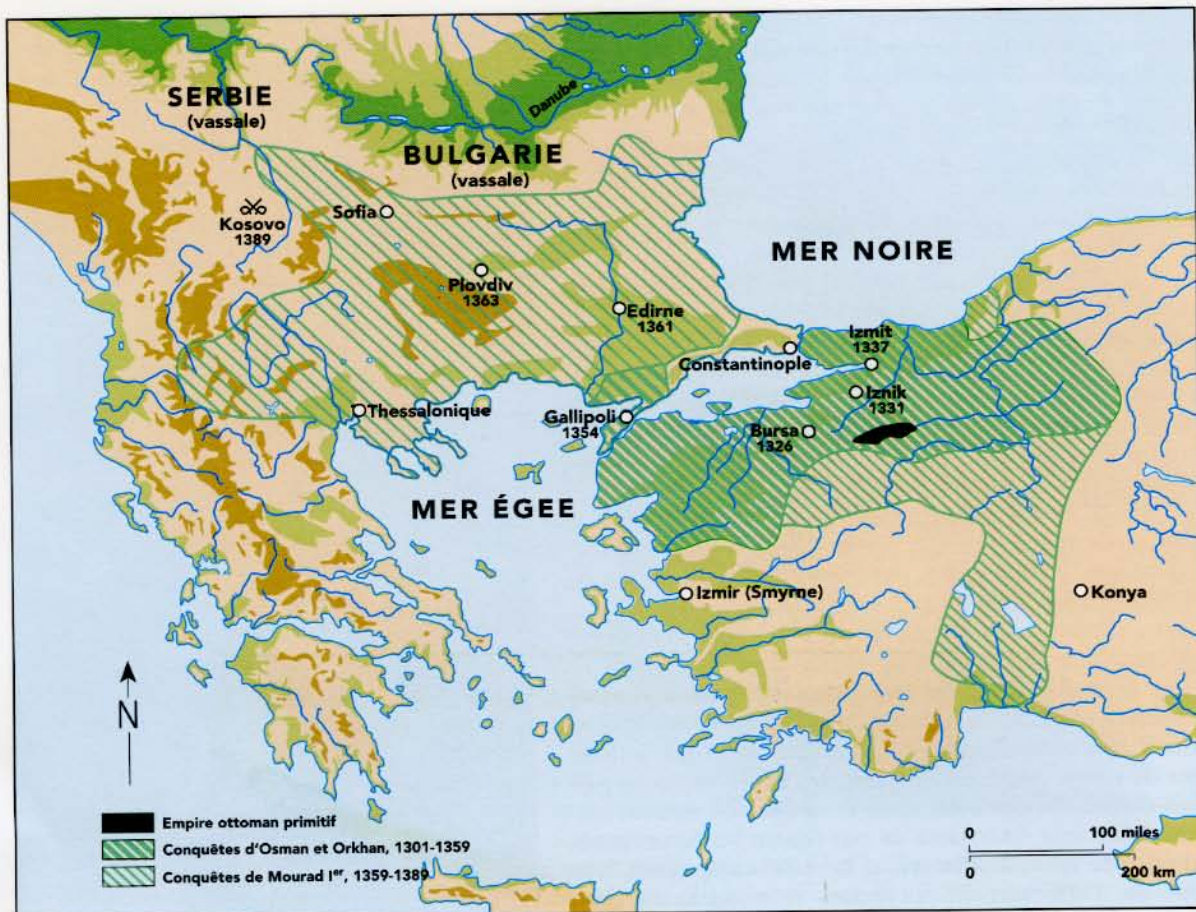 SERBIE
(vassale)
Danube
BULGARIE
(vassale)
Kosovo
1389
Sofia
MER NOIRE
Plovdiv
1363
Edirne
1361
Izmit
1337
Constantinople
Iznik
1331
Thessalonique
Gallipoli
1354
Bursa
1326
MER ÉGEE
Izmir (Smyrne)
Konya
N
Empire ottoman primitif
Conquêtes d'Osman et Orkhan, 1301-1359
Conquêtes de Mourad Ier, 1359-1389
0 100 miles
0 200 km